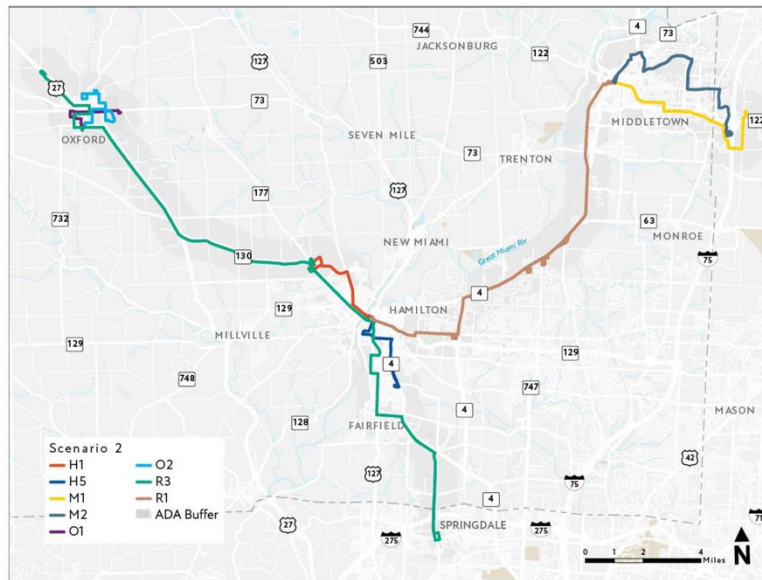 4
744
73
JACKSONBURG
122
127
503
27
73
122
MIDDLETOWN
SEVEN MILE
OXFORD
TRENTON
73
127
177
732
63
NEW MIAMI
MONROE
Great Miami Riv
130
75
4
HAMILTON
129
MILLVILLE
129
129
4
748
747
4
MASON
128
FAIRFIELD
42
127
75
4
27
SPRINGDALE
275
275
71
Scenario 2
H1
H5
M1
M2
O1
O2
R3
R1
ADA Buffer
N
0 1 2 4
Miles